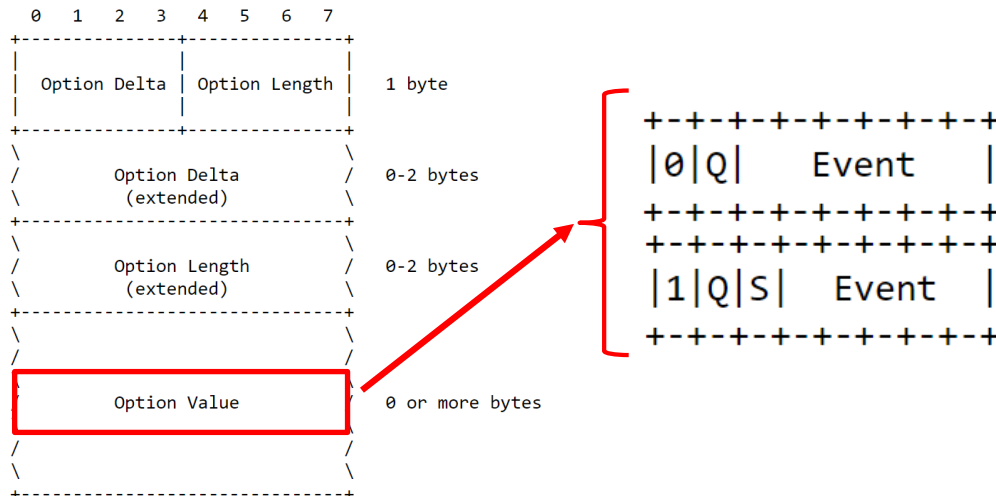 0 1 2 3 4 5 6 7
+---------------+---------------+
| | |
| Option Delta | Option Length | 1 byte
| | |
+---------------+---------------+
\ \
/ Option Delta / 0-2 bytes
\ (extended) \
+-------------------------------+
\ \
/ Option Length / 0-2 bytes
\ (extended) \
+-------------------------------+
\ \
/ /
\ \
/ Option Value / 0 or more bytes
\ \
/ /
\ \
+-------------------------------+
+-+-+-+-+-+-+-+-+
|0|Q| Event |
+-+-+-+-+-+-+-+-+
+-+-+-+-+-+-+-+-+
|1|Q|S| Event |
+-+-+-+-+-+-+-+-+